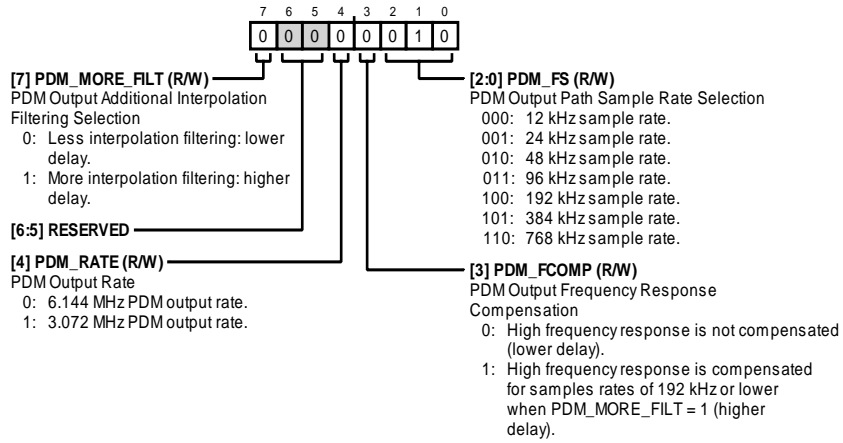 7 6 5 4 3 2 1 0
0 0 0 0 0 0 1 0
[7] PDM_MORE_FILT (R/W)
PDM Output Additional Interpolation
Filtering Selection
0: Less interpolation filtering: lower
delay.
1: More interpolation filtering: higher
delay.
[6:5] RESERVED
[4] PDM_RATE (R/W)
PDM Output Rate
0: 6.144 MHz PDM output rate.
1: 3.072 MHz PDM output rate.
[2:0] PDM_FS (R/W)
PDM Output Path Sample Rate Selection
000: 12 kHz sample rate.
001: 24 kHz sample rate.
010: 48 kHz sample rate.
011: 96 kHz sample rate.
100: 192 kHz sample rate.
101: 384 kHz sample rate.
110: 768 kHz sample rate.
[3] PDM_FCOMP (R/W)
PDM Output Frequency Response
Compensation
0: High frequency response is not compensated
(lower delay).
1: High frequency response is compensated
for samples rates of 192 kHz or lower
when PDM_MORE_FILT = 1 (higher
delay).